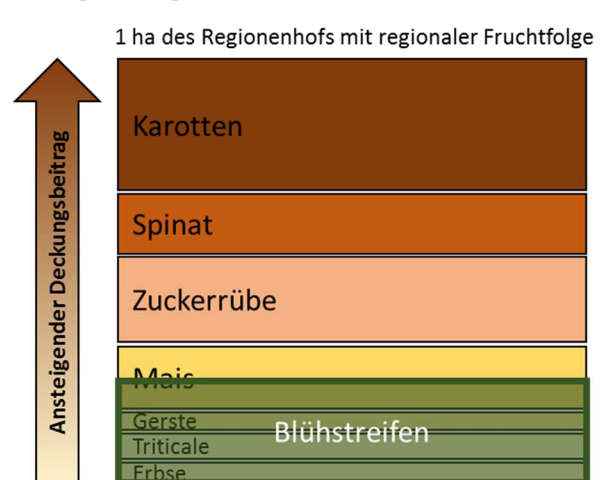 1 ha des Regionenhofs mit regionaler Fruchtfolge
Ansteigender Deckungsbeitrag
Karotten
Spinat
Zuckerrübe
Mais
Gerste
Blühstreifen
Triticale
Erbse